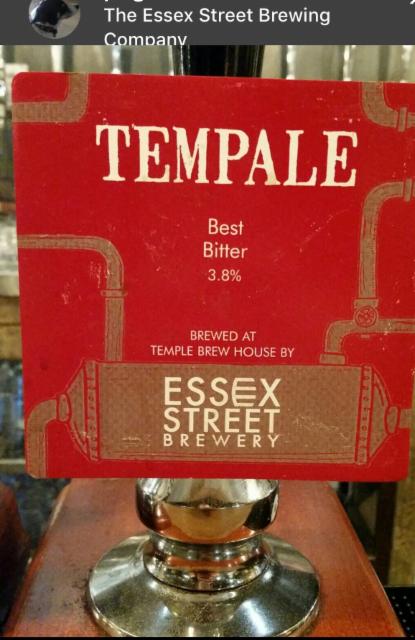 The Essex Street Brewing
Company
TEMPALE
Best
Bitter
3.8%
BREWED AT
TEMPLE BREW HOUSE BY
ESSEX
STREET
BREWERY